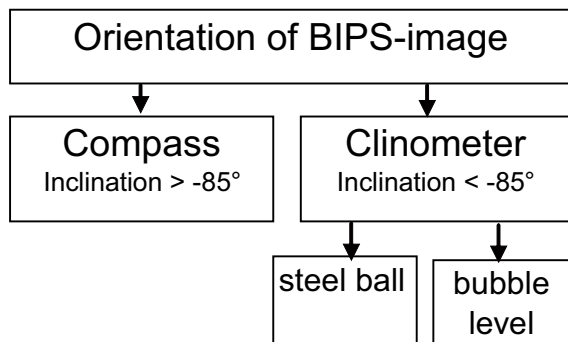 Orientation of BIPS-image
Compass
Inclination > -85°
Clinometer
Inclination < -85°
steel ball
bubble
level